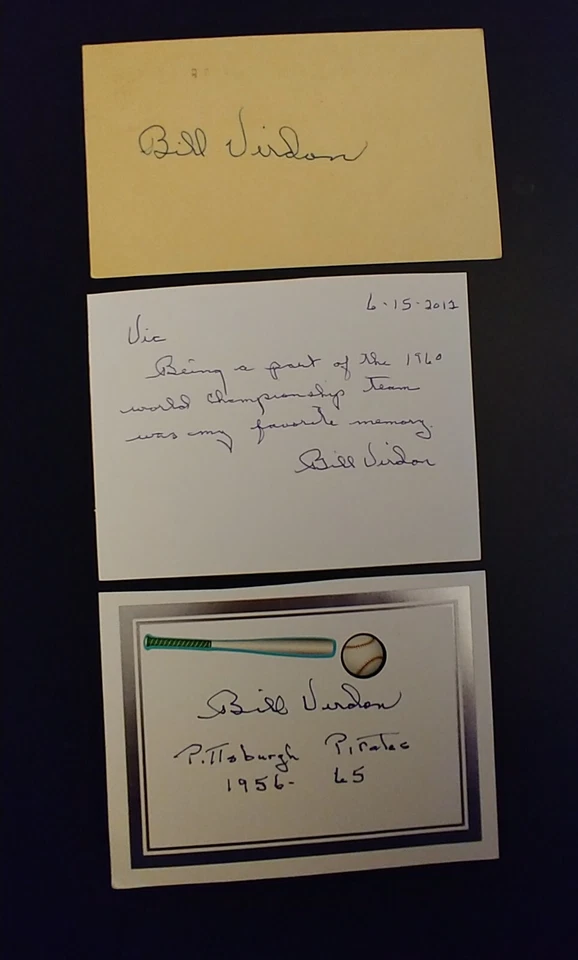 Bill Virdon
6-15-2012
Vic
Being a part of the 1960
world championship team
was my favorite memory.
Bill Virdon
Bill Virdon
Pittsburgh Pirates
1956- 65